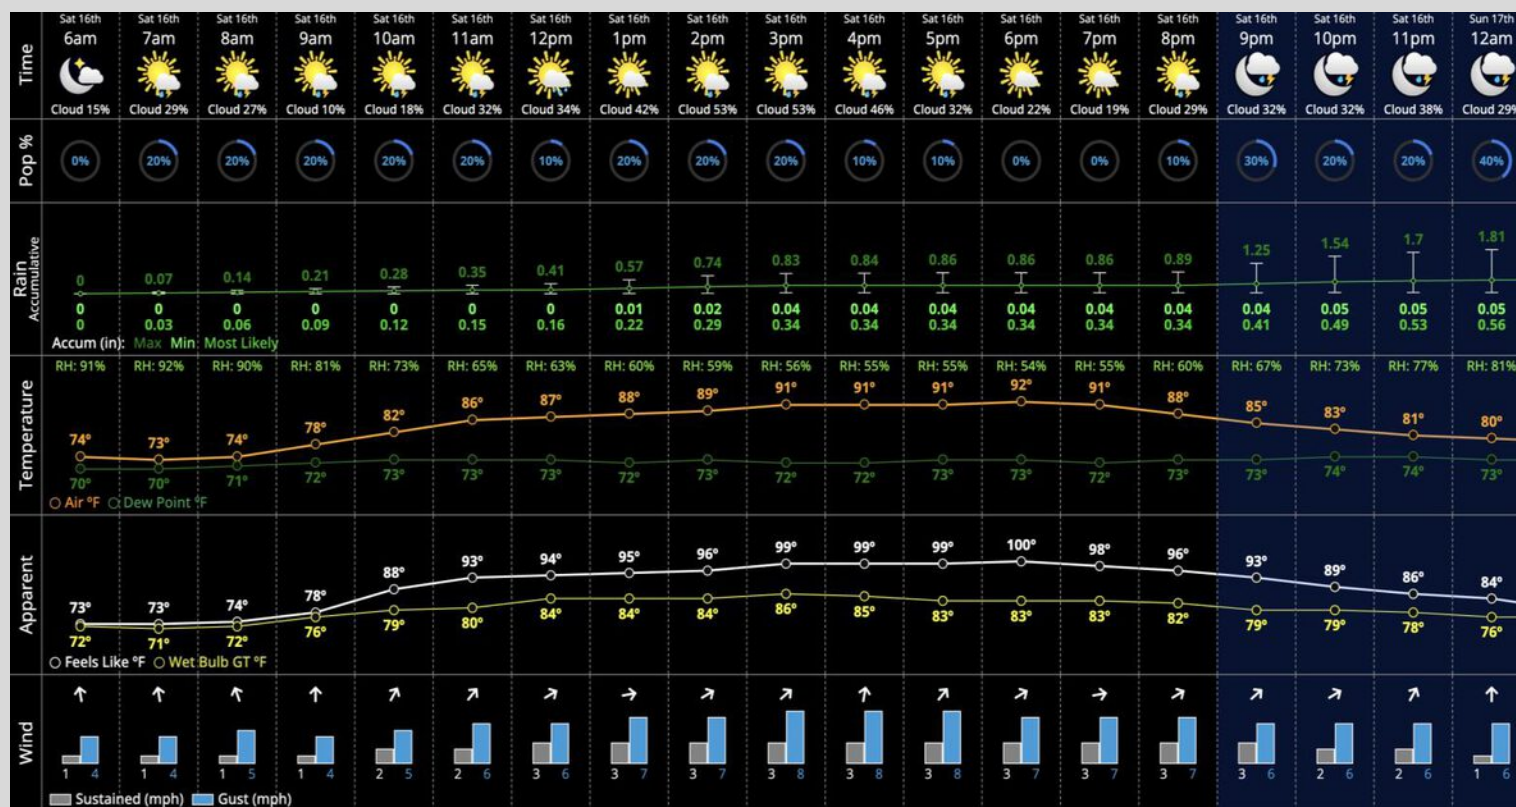 Time
Sat 16th Sat 16th Sat 16th Sat 16th Sat 16th Sat 16th Sat 16th Sat 16th Sat 16th Sat 16th Sat 16th Sat 16th Sat 16th Sat 16th Sat 16th Sat 16th Sat 16th Sat 16th Sun 17th
6am 7am 8am 9am 10am 11am 12pm 1pm 2pm 3pm 4pm 5pm 6pm 7pm 8pm 9pm 10pm 11pm 12am
Cloud 15% Cloud 29% Cloud 27% Cloud 10% Cloud 18% Cloud 32% Cloud 34% Cloud 42% Cloud 53% Cloud 53% Cloud 46% Cloud 32% Cloud 22% Cloud 19% Cloud 29% Cloud 32% Cloud 32% Cloud 38% Cloud 29%
Pop %
0% 20% 20% 20% 20% 20% 10% 20% 20% 20% 10% 10% 0% 0% 10% 30% 20% 20% 40%
Rain
Accumulative
0 0.07 0.14 0.21 0.28 0.35 0.41 0.57 0.74 0.83 0.84 0.86 0.86 0.86 0.89 1.25 1.54 1.7 1.81
0 0 0 0 0 0 0 0.01 0.02 0.04 0.04 0.04 0.04 0.04 0.04 0.04 0.05 0.05 0.05
0 0.03 0.06 0.09 0.12 0.15 0.16 0.22 0.29 0.34 0.34 0.34 0.34 0.34 0.34 0.41 0.49 0.53 0.56
Accum (in): Max Min Most Likely
Temperature
RH: 91% RH: 92% RH: 90% RH: 81% RH: 73% RH: 65% RH: 63% RH: 60% RH: 59% RH: 56% RH: 55% RH: 55% RH: 54% RH: 55% RH: 60% RH: 67% RH: 73% RH: 77% RH: 81%
74° 73° 74° 78° 82° 86° 87° 88° 89° 91° 91° 91° 92° 91° 88° 85° 83° 81° 80°
70° 70° 71° 72° 73° 73° 73° 72° 73° 72° 72° 73° 73° 72° 73° 73° 74° 74° 73°
Air ºF Dew Point ºF
Apparent
73° 73° 74° 78° 88° 93° 94° 95° 96° 99° 99° 99° 100° 98° 96° 93° 89° 86° 84°
72° 71° 72° 76° 79° 80° 84° 84° 84° 86° 85° 83° 83° 83° 82° 79° 79° 78° 76°
Feels Like ºF Wet Bulb GT ºF
Wind
1 4 1 4 1 5 1 4 2 5 2 6 3 6 3 7 3 7 3 8 3 8 3 8 3 7 3 7 3 7 3 6 2 6 2 6 1 6
Sustained (mph) Gust (mph)